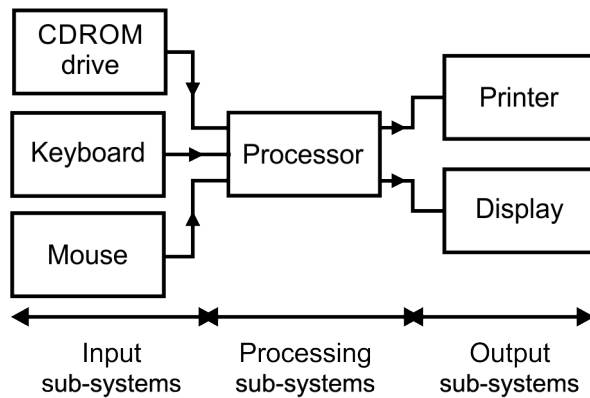 CDROM
drive
Keyboard
Mouse
Processor
Printer
Display
Input
sub-systems
Processing
sub-systems
Output
sub-systems